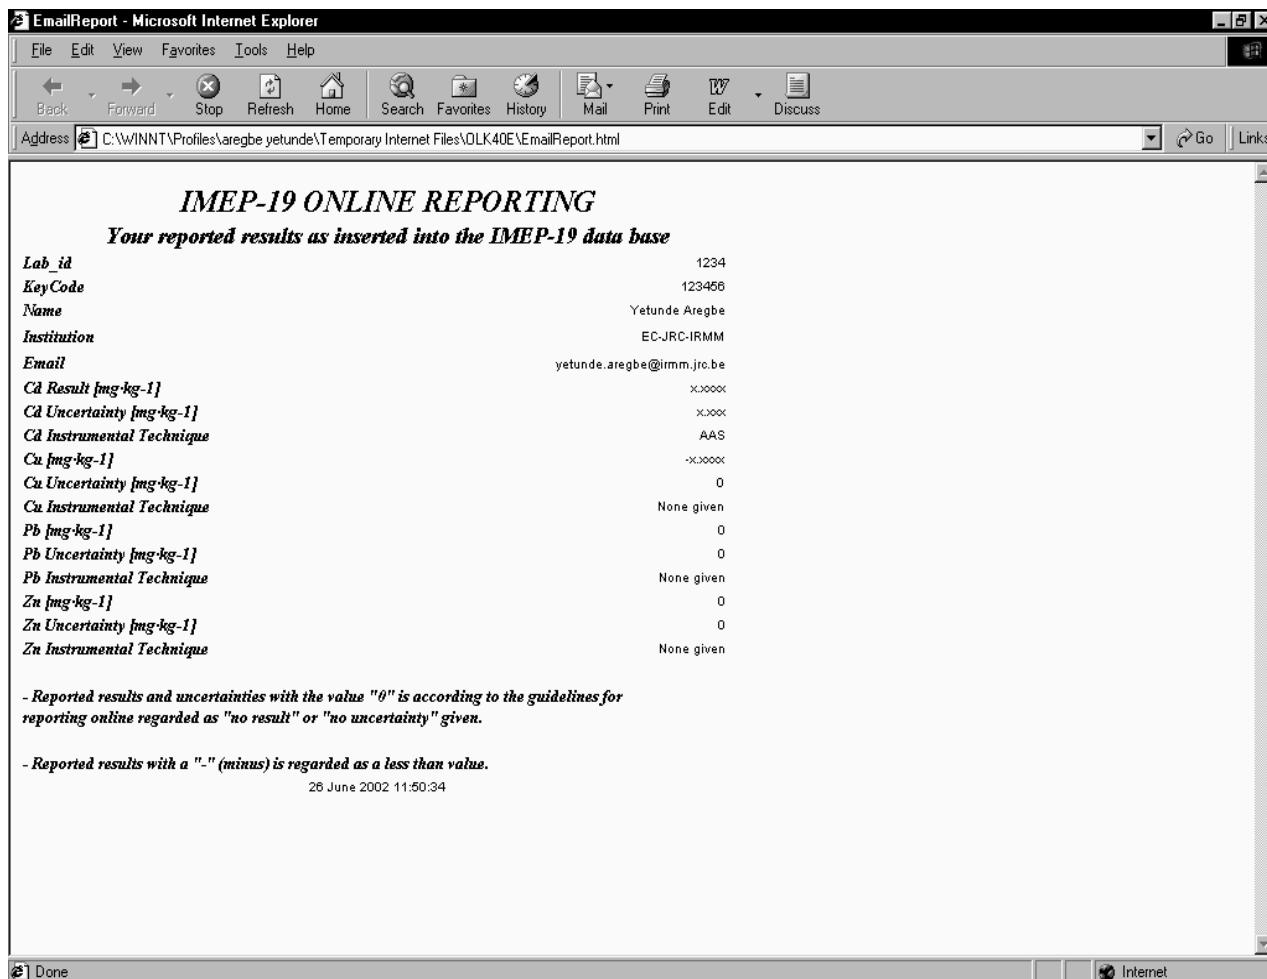 EmailReport - Microsoft Internet Explorer
File Edit View Favorites Tools Help
Back Forward Stop Refresh Home Search Favorites History Mail Print Edit Discuss
Address C:\WINNT\Profiles\aregbe yetunde\Temporary Internet Files\OLK40E\EmailReport.html Go Links
IMEP-19 ONLINE REPORTING
Your reported results as inserted into the IMEP-19 data base
Lab_id 1234
KeyCode 123456
Name Yetunde Aregbe
Institution EC-JRC-IRMM
Email yetunde.aregbe@irmm.jrc.be
Cd Result [mg·kg-1] x.xxxx
Cd Uncertainty [mg·kg-1] x.xxx
Cd Instrumental Technique AAS
Cu [mg·kg-1] -x.xxxx
Cu Uncertainty [mg·kg-1] 0
Cu Instrumental Technique None given
Pb [mg·kg-1] 0
Pb Uncertainty [mg·kg-1] 0
Pb Instrumental Technique None given
Zn [mg·kg-1] 0
Zn Uncertainty [mg·kg-1] 0
Zn Instrumental Technique None given
- Reported results and uncertainties with the value "0" is according to the guidelines for
reporting online regarded as "no result" or "no uncertainty" given.
- Reported results with a "-" (minus) is regarded as a less than value.
26 June 2002 11:50:34
Done Internet